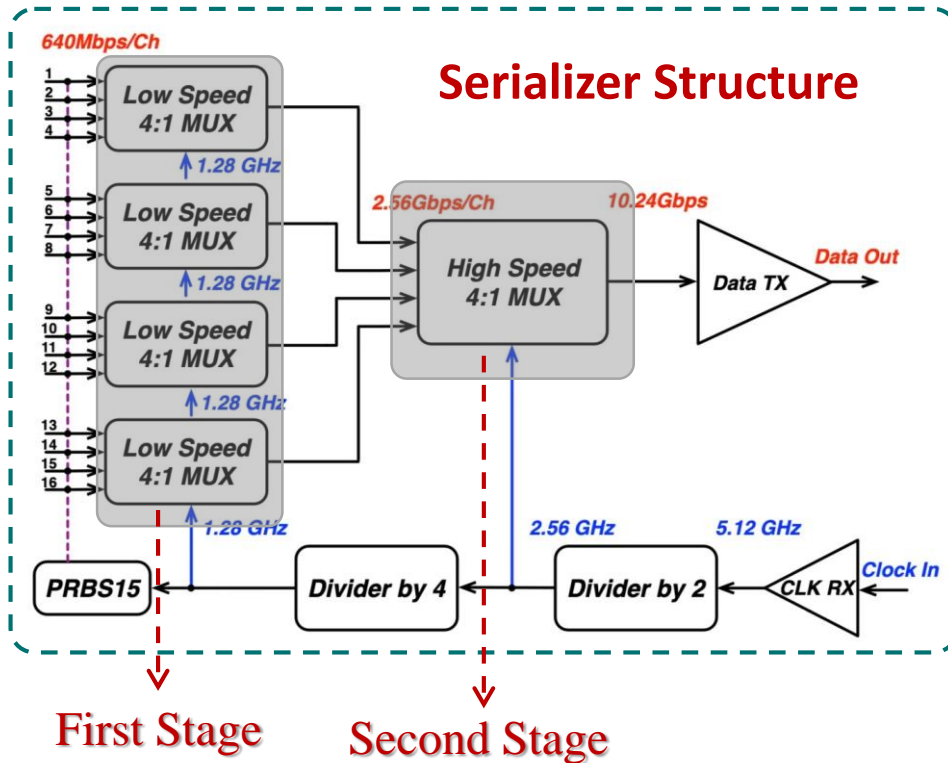 640Mbps/Ch
Serializer Structure
1
2
3
4
Low Speed
4:1 MUX
1.28 GHz
5
6
7
8
Low Speed
4:1 MUX
1.28 GHz
9
10
11
12
Low Speed
4:1 MUX
1.28 GHz
13
14
15
16
Low Speed
4:1 MUX
1.28 GHz
2.56Gbps/Ch
10.24Gbps
High Speed
4:1 MUX
Data TX
Data Out
2.56 GHz
5.12 GHz
PRBS15
Divider by 4
Divider by 2
CLK RX
Clock In
First Stage
Second Stage